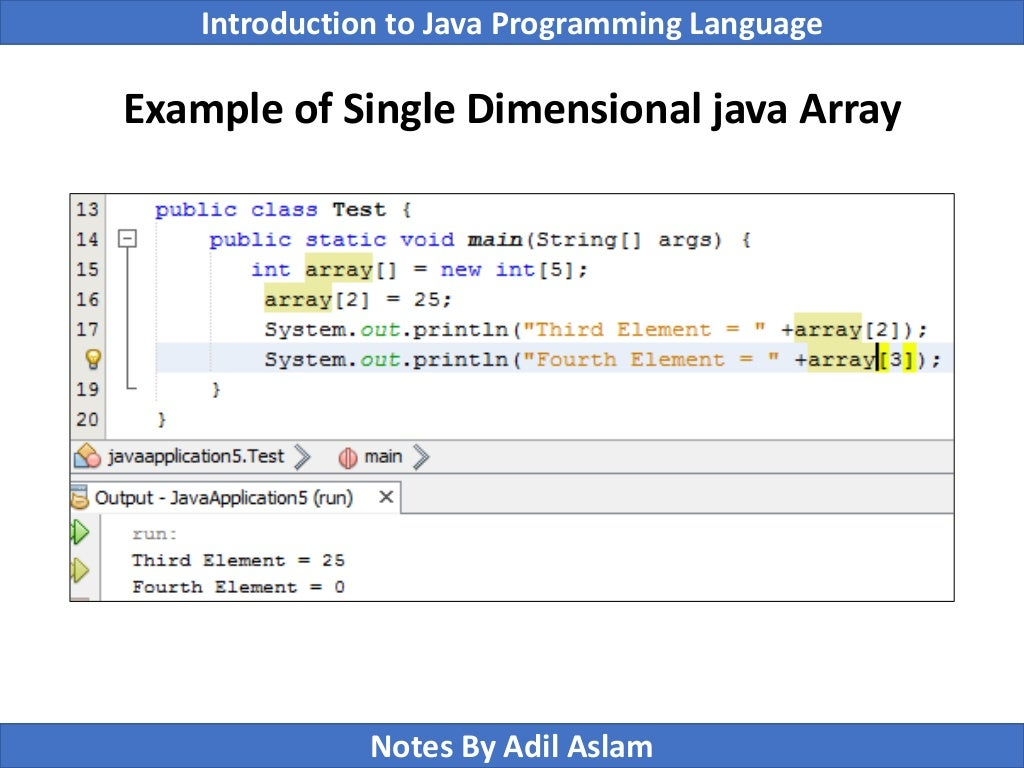 Introduction to Java Programming Language
Example of Single Dimensional java Array
13 public class Test {
14 public static void main(String[] args) {
15 int array[] = new int[5];
16 array[2] = 25;
17 System.out.println("Third Element = " +array[2]);
System.out.println("Fourth Element = " +array[3]);
19 }
20 }
javaapplication5.Test main
Output - JavaApplication5 (run) ×
run:
Third Element = 25
Fourth Element = 0
Notes By Adil Aslam